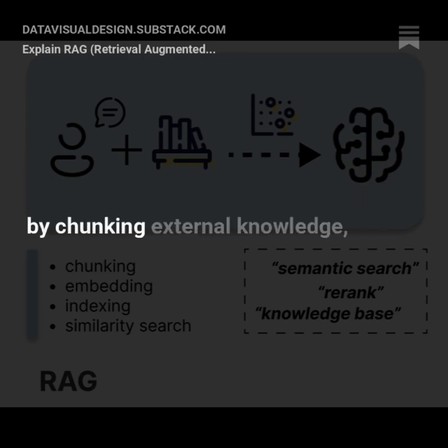 DATAVISUALDESIGN.SUBSTACK.COM
Explain RAG (Retrieval Augmented...
by chunking external knowledge,
• chunking
• embedding
• indexing
• similarity search
"semantic search"
"rerank"
"knowledge base"
RAG